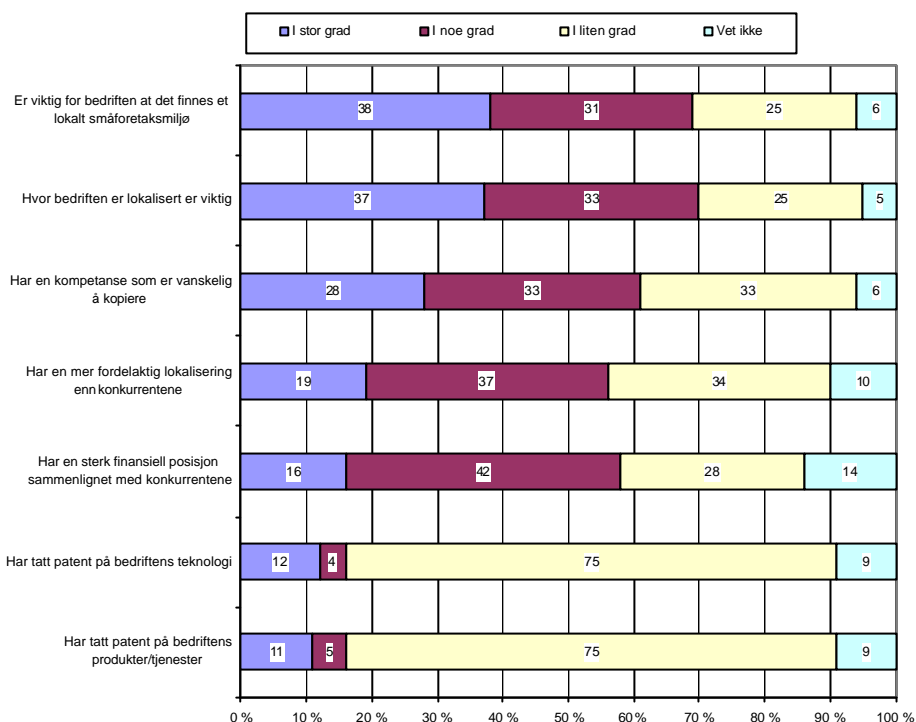 I stor grad I noe grad I liten grad Vet ikke
Er viktig for bedriften at det finnes et
lokalt småforetaksmiljø
38 31 25 6
Hvor bedriften er lokalisert er viktig
37 33 25 5
Har en kompetanse som er vanskelig
å kopiere
28 33 33 6
Har en mer fordelaktig lokalisering
enn konkurrentene
19 37 34 10
Har en sterk finansiell posisjon
sammenlignet med konkurrentene
16 42 28 14
Har tatt patent på bedriftens teknologi
12 4 75 9
Har tatt patent på bedriftens
produkter/tjenester
11 5 75 9
0 % 10 % 20 % 30 % 40 % 50 % 60 % 70 % 80 % 90 % 100 %